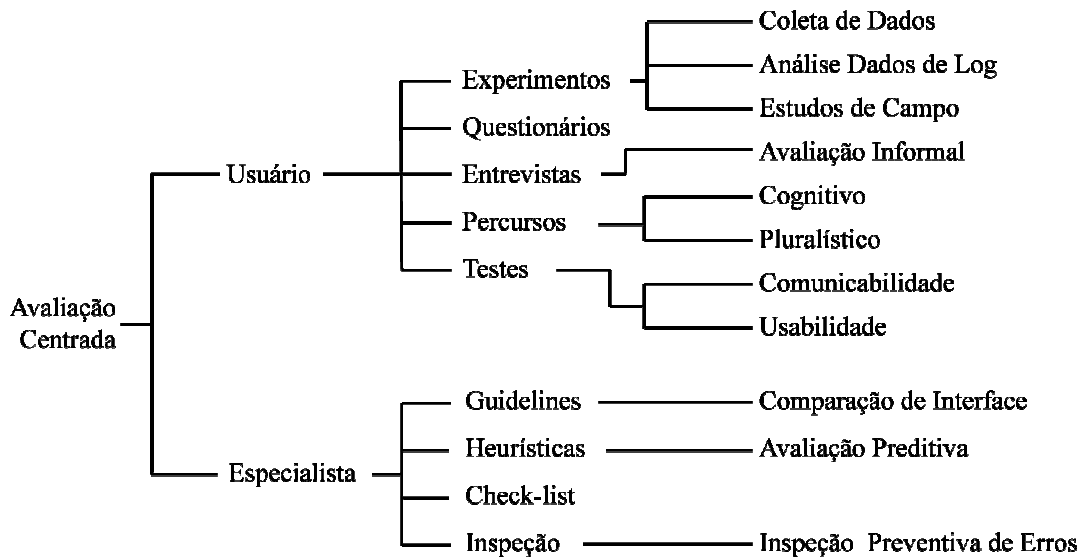 Coleta de Dados
Experimentos
Análise Dados de Log
Estudos de Campo
Questionários
Usuário
Entrevistas
Avaliação Informal
Percursos
Cognitivo
Pluralístico
Testes
Comunicabilidade
Usabilidade
Avaliação
Centrada
Guidelines
Comparação de Interface
Heurísticas
Avaliação Preditiva
Especialista
Check-list
Inspeção
Inspeção Preventiva de Erros